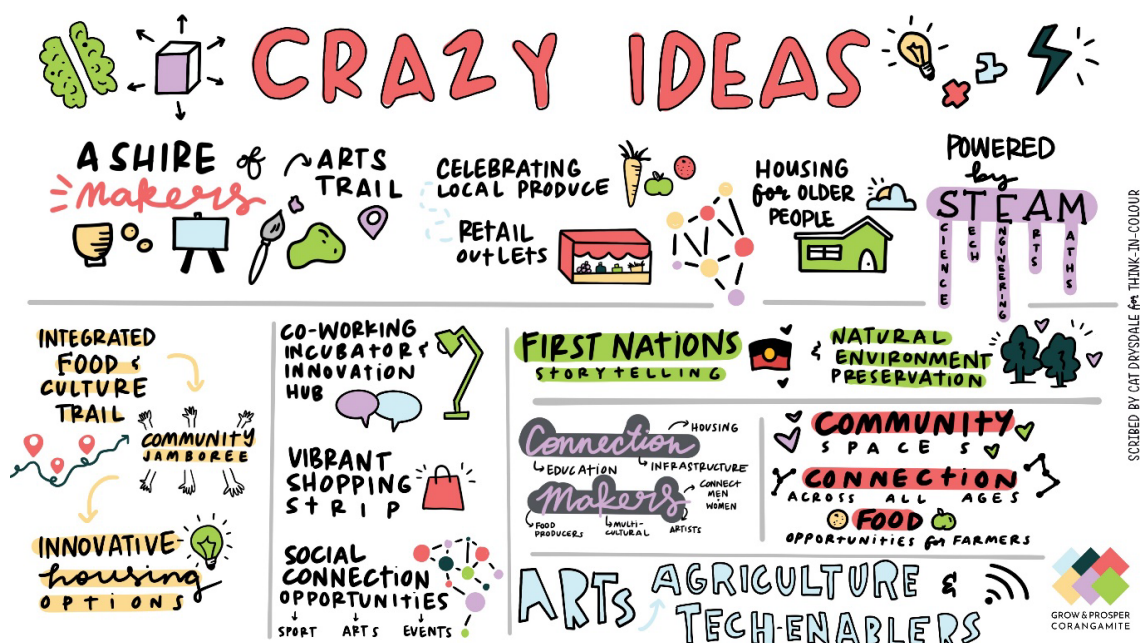 CRAZY IDEAS
A SHIRE of
makers
ARTS
TRAIL
CELEBRATING
LOCAL PRODUCE
RETAIL
OUTLETS
HOUSING
for OLDER
PEOPLE
POWERED
by
STEAM
SCIENCE
TECH
ENGINEERING
ARTS
MATHS
INTEGRATED
FOOD &
CULTURE
TRAIL
COMMUNITY
JAMBOREE
INNOVATIVE
housing
OPTIONS
CO-WORKING
INCUBATOR &
INNOVATION
HUB
VIBRANT
SHOPPING
STRIP
SOCIAL
CONNECTION
OPPORTUNITIES
SPORT ARTS EVENTS
FIRST NATIONS
STORYTELLING
& NATURAL
ENVIRONMENT
PRESERVATION
Connection
HOUSING
EDUCATION
INFRASTRUCTURE
Makers
CONNECT
MEN
+
WOMEN
FOOD
PRODUCERS
MULTI-
CULTURAL
ARTISTS
COMMUNITY
SPACES
CONNECTION
ACROSS ALL AGES
FOOD
OPPORTUNITIES for FARMERS
ARTS
AGRICULTURE &
TECH-ENABLERS
GROW & PROSPER
CORANGAMITE
SCRIBED BY CAT DRYSDALE for THINK-IN-COLOUR